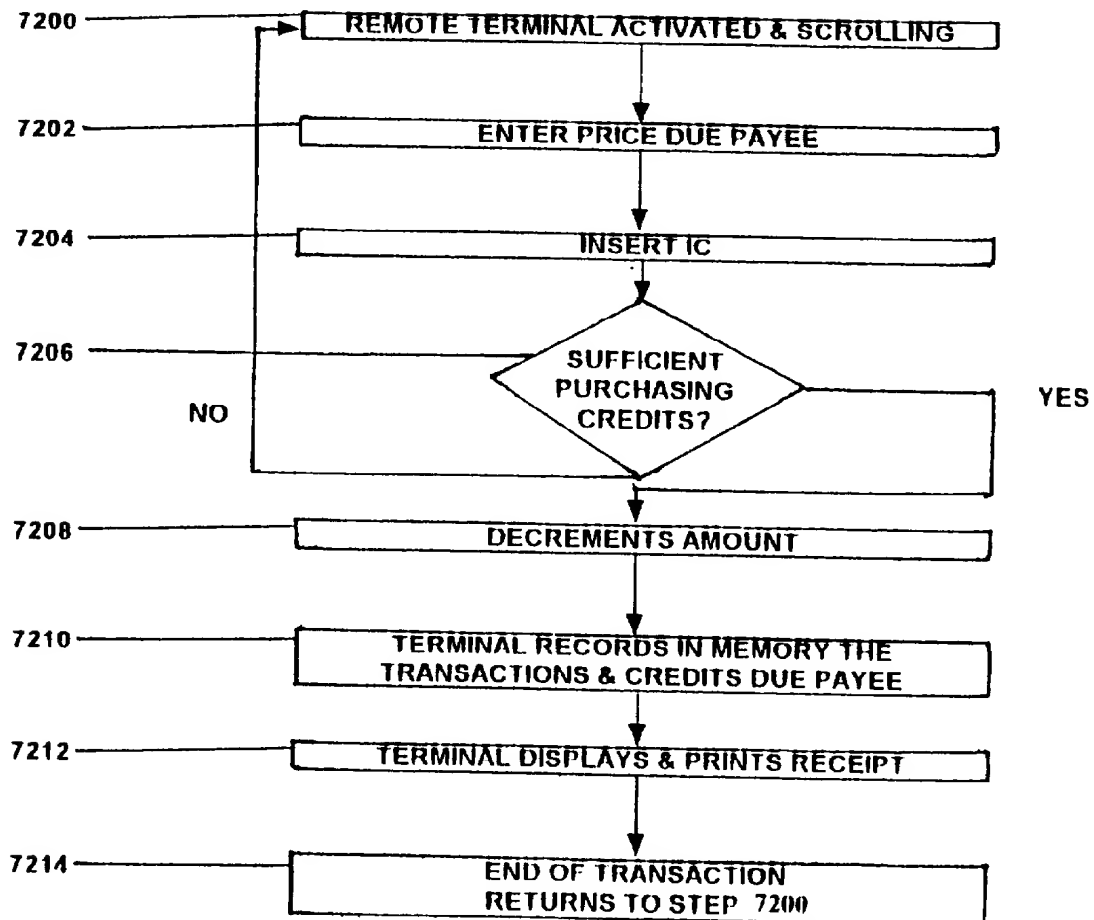 7200 REMOTE TERMINAL ACTIVATED & SCROLLING
7202 ENTER PRICE DUE PAYEE
7204 INSERT IC
7206 SUFFICIENT
PURCHASING
CREDITS?
NO
YES
7208 DECREMENTS AMOUNT
7210 TERMINAL RECORDS IN MEMORY THE
TRANSACTIONS & CREDITS DUE PAYEE
7212 TERMINAL DISPLAYS & PRINTS RECEIPT
7214 END OF TRANSACTION
RETURNS TO STEP 7200